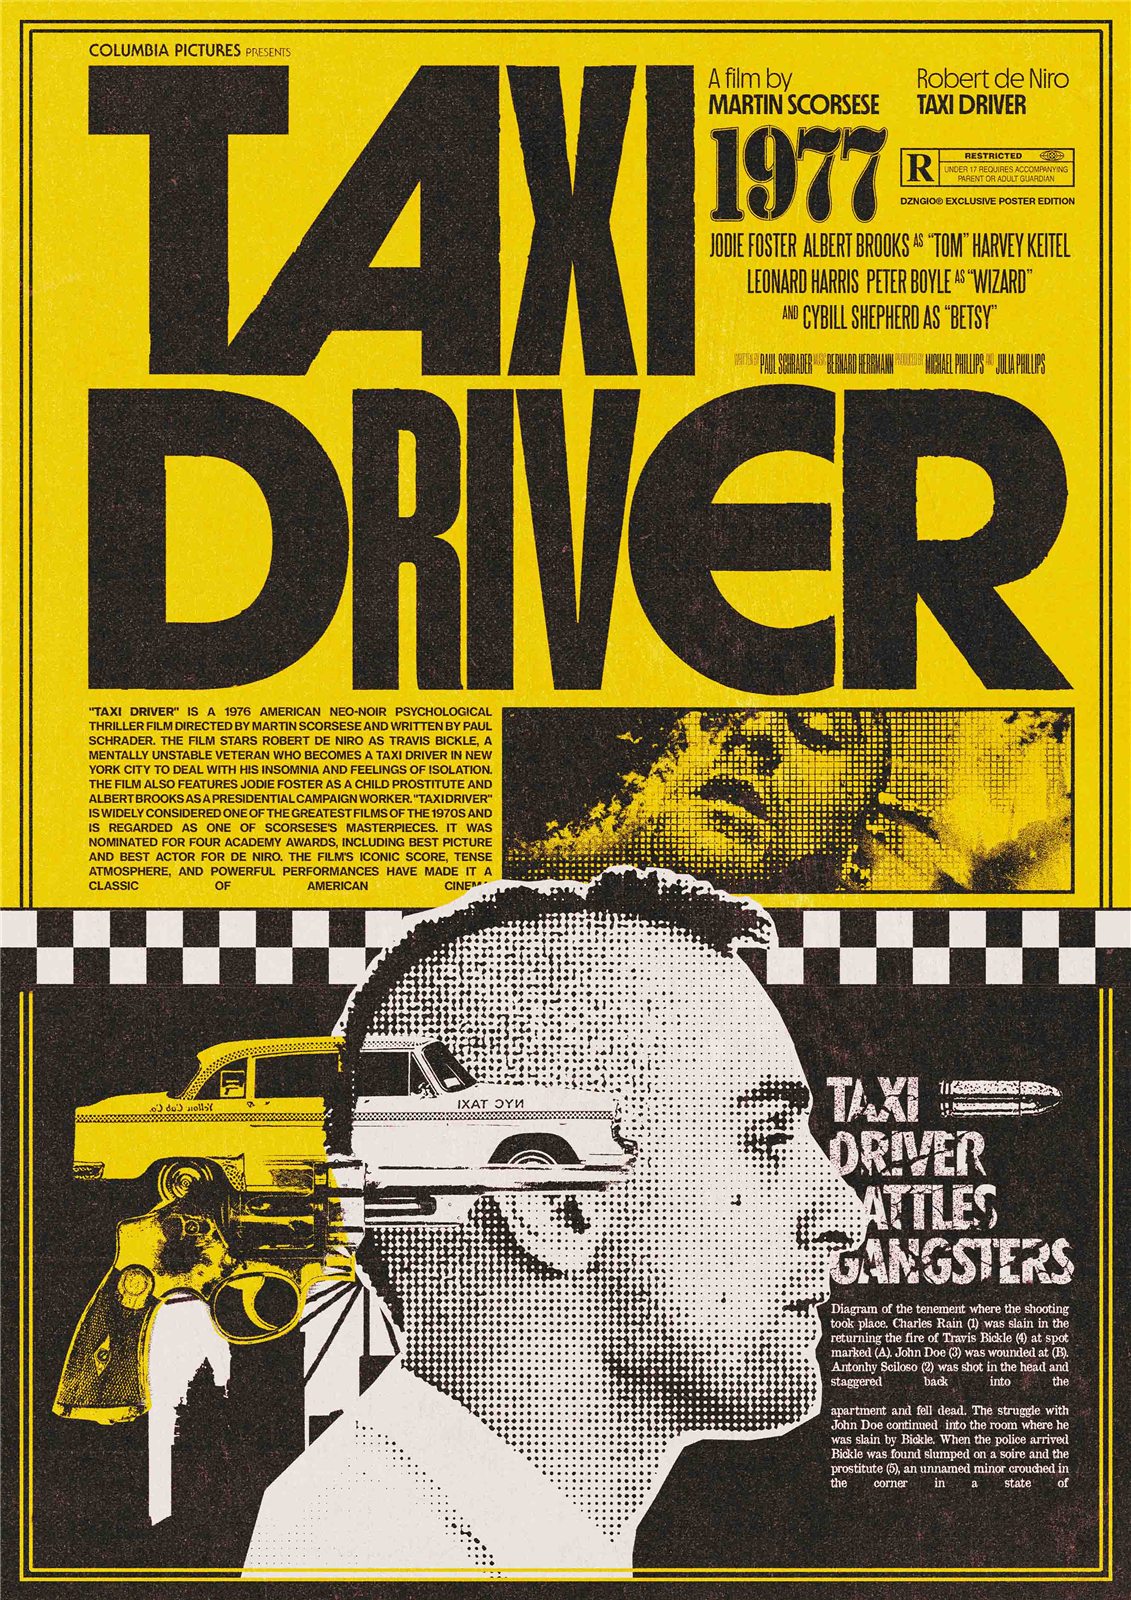 COLUMBIA PICTURES PRESENTS
TAXI
DRIVER
A film by
MARTIN SCORSESE
Robert de Niro
TAXI DRIVER
1977
R
RESTRICTED
UNDER 17 REQUIRES ACCOMPANYING
PARENT OR ADULT GUARDIAN
DZNGIO® EXCLUSIVE POSTER EDITION
JODIE FOSTER ALBERT BROOKS AS "TOM" HARVEY KEITEL
LEONARD HARRIS PETER BOYLE AS "WIZARD"
AND CYBILL SHEPHERD AS "BETSY"
WRITTEN BY PAUL SCHRADER MUSIC BERNARD HERRMANN PRODUCED BY MICHAEL PHILLIPS AND JULIA PHILLIPS
"TAXI DRIVER" IS A 1976 AMERICAN NEO-NOIR PSYCHOLOGICAL
THRILLER FILM DIRECTED BY MARTIN SCORSESE AND WRITTEN BY PAUL
SCHRADER. THE FILM STARS ROBERT DE NIRO AS TRAVIS BICKLE, A
MENTALLY UNSTABLE VETERAN WHO BECOMES A TAXI DRIVER IN NEW
YORK CITY TO DEAL WITH HIS INSOMNIA AND FEELINGS OF ISOLATION.
THE FILM ALSO FEATURES JODIE FOSTER AS A CHILD PROSTITUTE AND
ALBERT BROOKS AS A PRESIDENTIAL CAMPAIGN WORKER. "TAXI DRIVER"
IS WIDELY CONSIDERED ONE OF THE GREATEST FILMS OF THE 1970S AND
IS REGARDED AS ONE OF SCORSESE'S MASTERPIECES. IT WAS
NOMINATED FOR FOUR ACADEMY AWARDS, INCLUDING BEST PICTURE
AND BEST ACTOR FOR DE NIRO. THE FILM'S ICONIC SCORE, TENSE
ATMOSPHERE, AND POWERFUL PERFORMANCES HAVE MADE IT A
CLASSIC OF AMERICAN CINEM
Yellow Cab Co.
NYC TAXI
TAXI
DRIVER
ATTLES
GANGSTERS
Diagram of the tenement where the shooting
took place. Charles Rain (1) was slain in the
returning the fire of Travis Bickle (4) at spot
marked (A). John Doe (3) was wounded at (B).
Antonhy Sciloso (2) was shot in the head and
staggered back into the
apartment and fell dead. The struggle with
John Doe continued into the room where he
was slain by Bickle. When the police arrived
Bickle was found slumped on a soire and the
prostitute (5), an unnamed minor crouched in
the corner in a state of